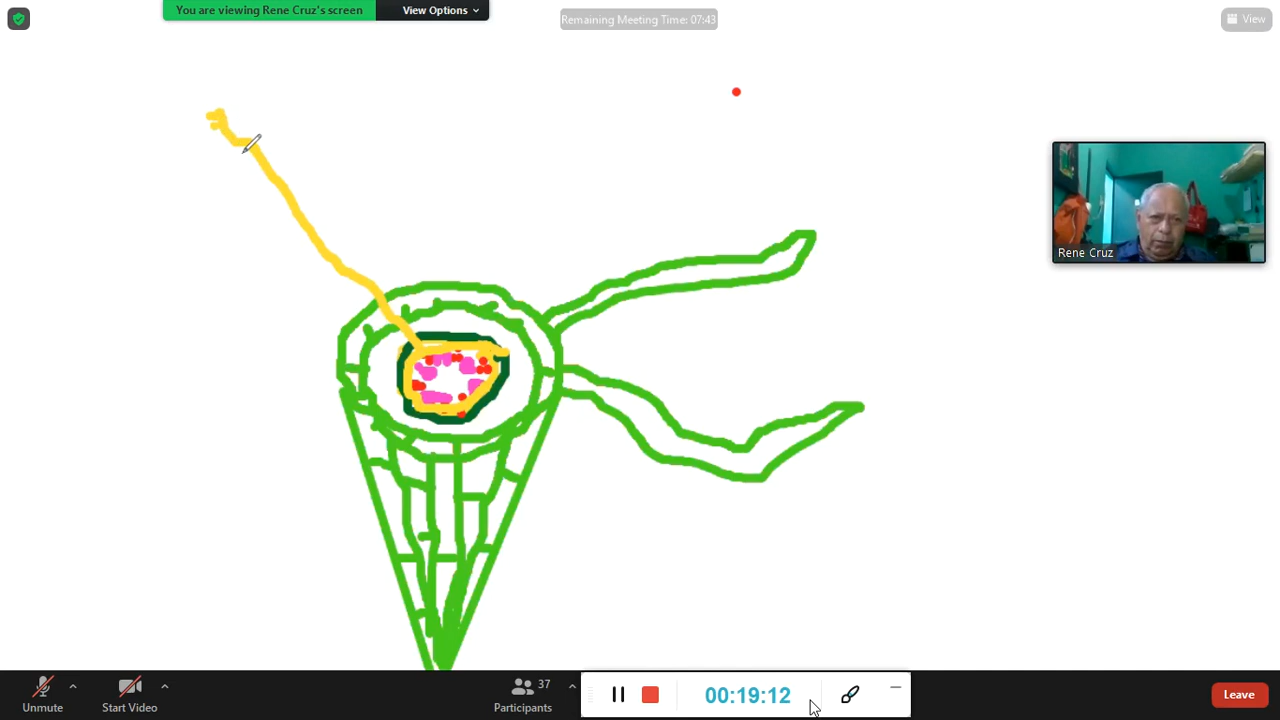 You are viewing Rene Cruz's screen
View Options
Remaining Meeting Time: 07:43
View
Rene Cruz
Unmute
Start Video
37
Participants
00:19:12
Leave